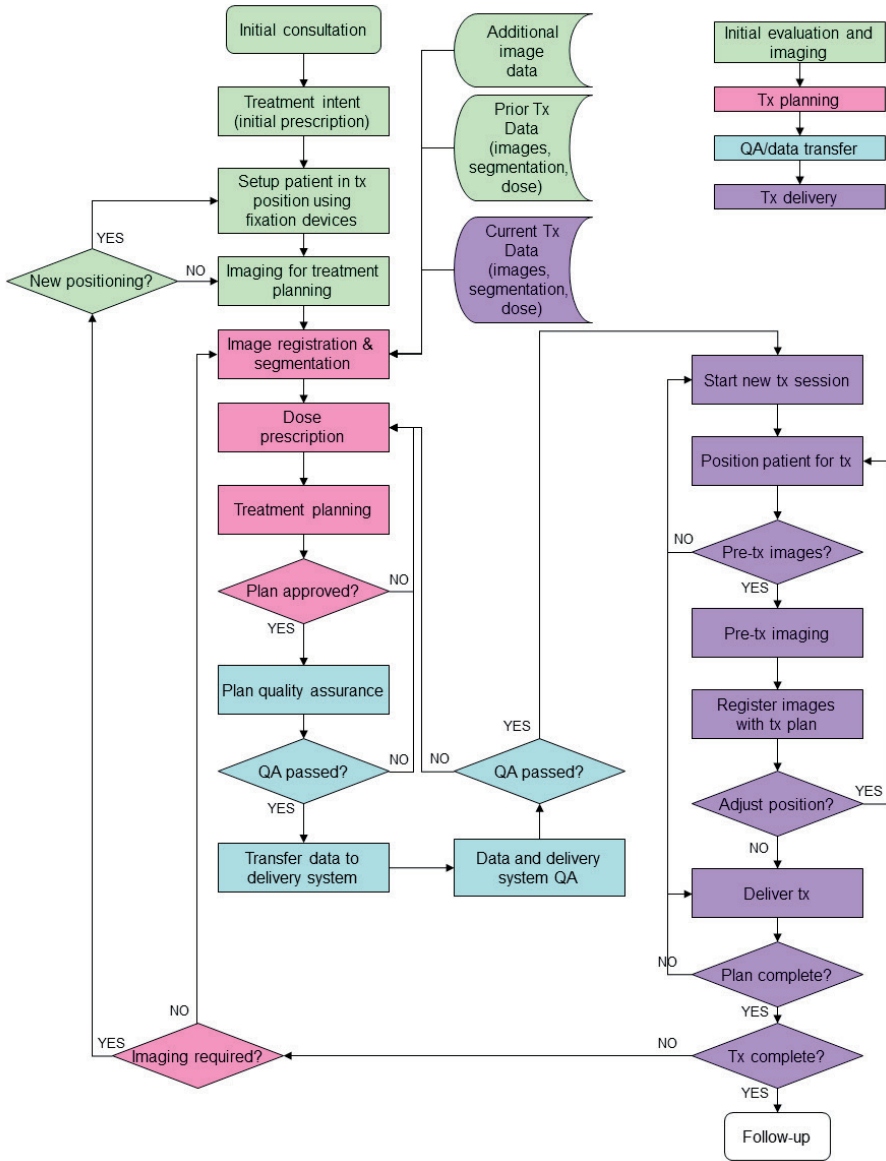 Initial consultation
Treatment intent
(initial prescription)
Setup patient in tx
position using
fixation devices
YES
New positioning?
NO
Imaging for treatment
planning
Image registration &
segmentation
Dose
prescription
Treatment planning
Plan approved?
NO
YES
Plan quality assurance
QA passed?
NO
YES
Transfer data to
delivery system
Data and delivery
system QA
QA passed?
NO
YES
Additional
image
data
Prior Tx
Data
(images,
segmentation,
dose)
Current Tx
Data
(images,
segmentation,
dose)
Initial evaluation and
imaging
Tx planning
QA/data transfer
Tx delivery
Start new tx session
Position patient for tx
Pre-tx images?
NO
YES
Pre-tx imaging
Register images
with tx plan
Adjust position?
YES
NO
Deliver tx
Plan complete?
NO
YES
Tx complete?
NO
YES
Imaging required?
NO
YES
Follow-up